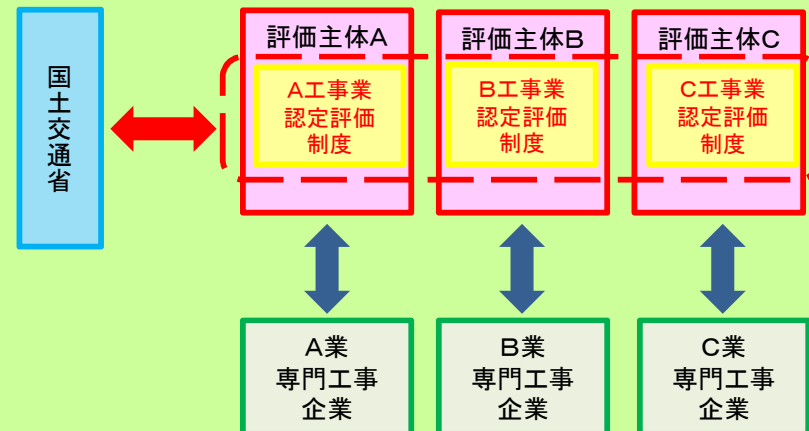 国土交通省
評価主体A
A工事業
認定評価
制度
評価主体B
B工事業
認定評価
制度
評価主体C
C工事業
認定評価
制度
A業
専門工事
企業
B業
専門工事
企業
C業
専門工事
企業